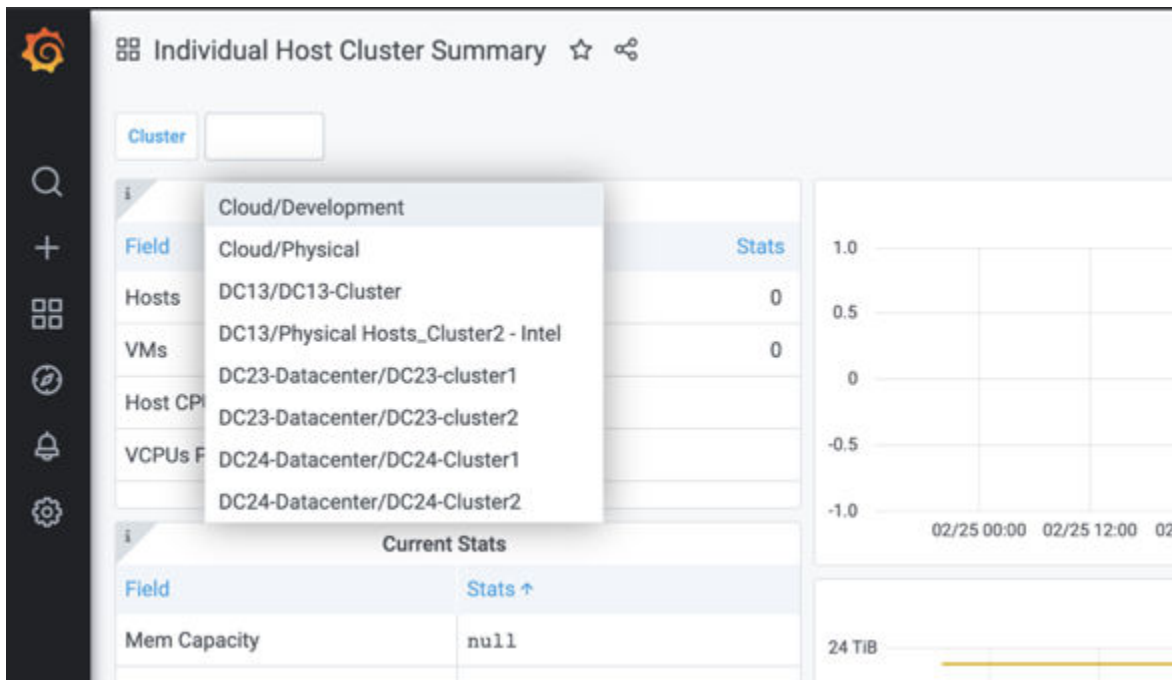 Individual Host Cluster Summary
Cluster
i
Cloud/Development
Field
Cloud/Physical
Stats
Hosts
DC13/DC13-Cluster
0
DC13/Physical Hosts_Cluster2 - Intel
VMs
0
DC23-Datacenter/DC23-cluster1
Host CP
DC23-Datacenter/DC23-cluster2
VCPUs
DC24-Datacenter/DC24-Cluster1
DC24-Datacenter/DC24-Cluster2
1.0
0.5
0
-0.5
-1.0
02/25 00:00 02/25 12:00 02
i
Current Stats
Field Stats ↑
Mem Capacity null
24 TiB